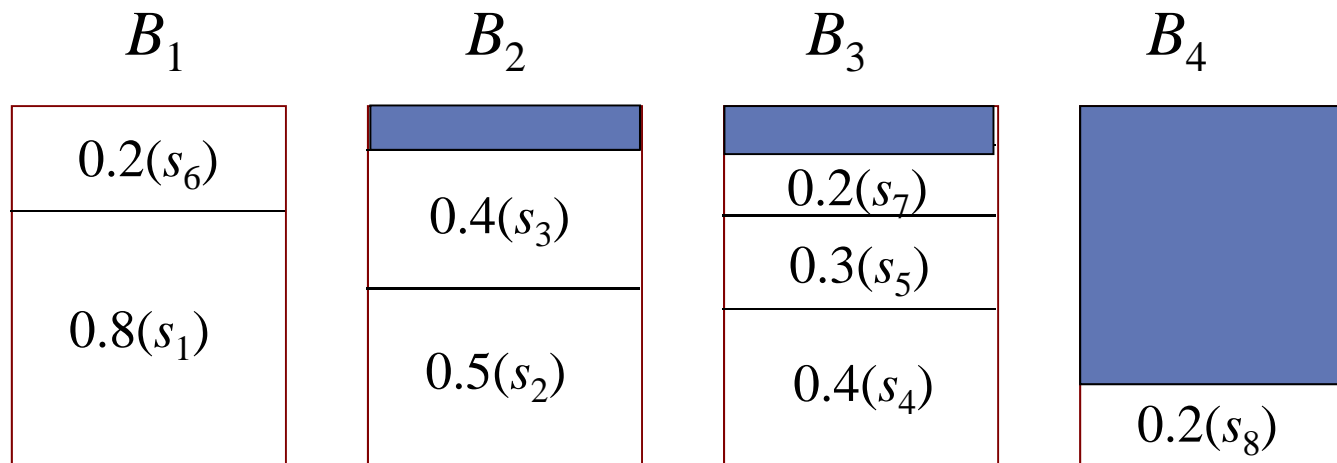 B₁ B₂ B₃ B₄
0.2(s₆)
0.8(s₁)
0.4(s₃)
0.5(s₂)
0.2(s₇)
0.3(s₅)
0.4(s₄)
0.2(s₈)